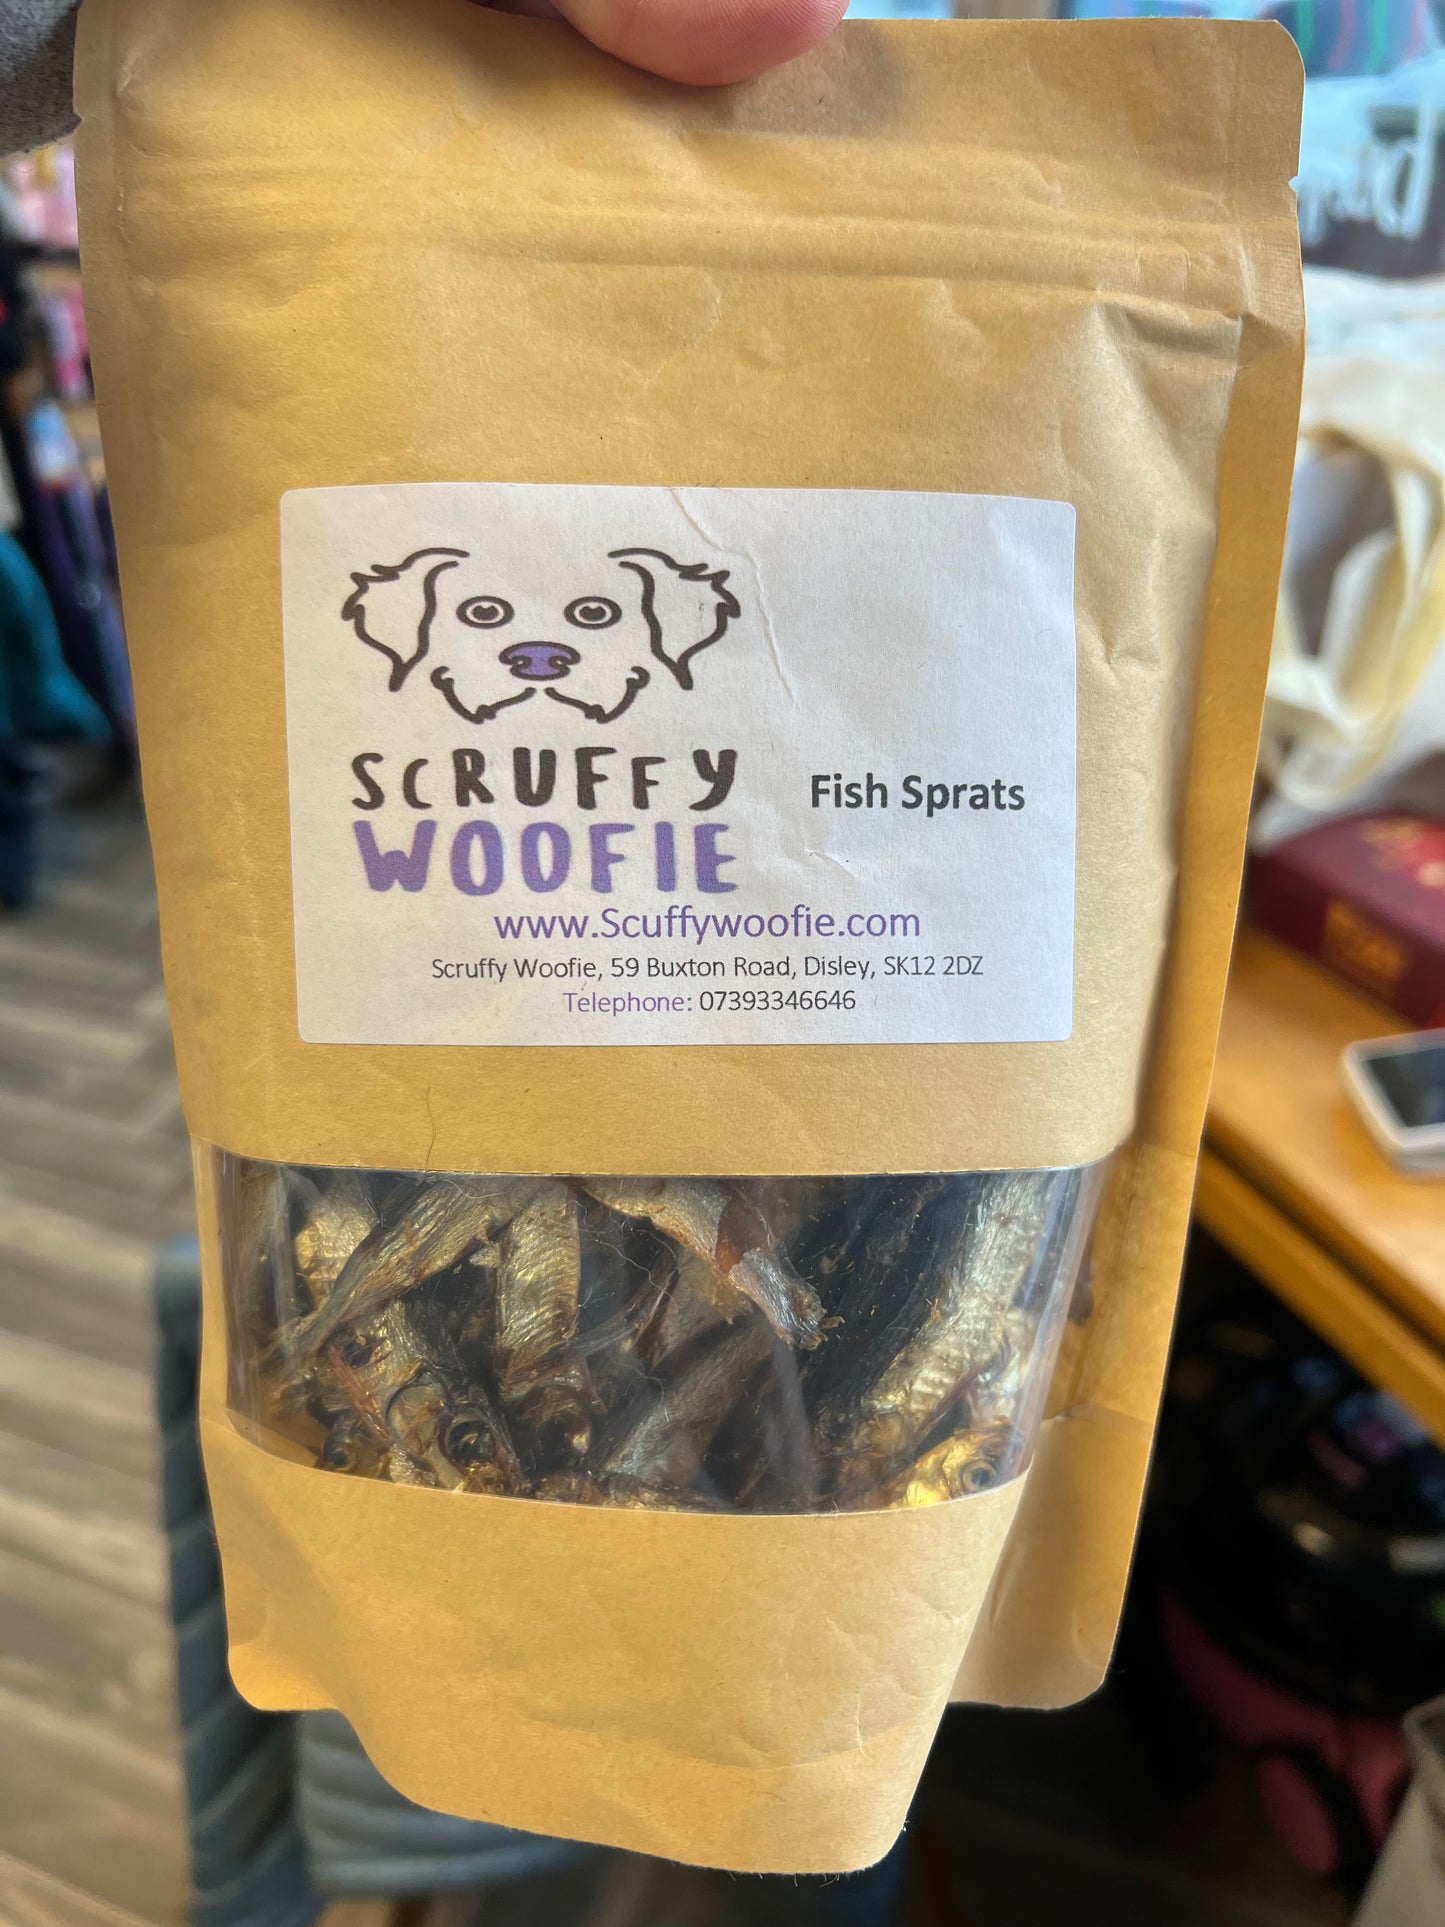 SCRUFFY
WOOFIE
Fish Sprats
www.Scuffywoofie.com
Scruffy Woofie, 59 Buxton Road, Disley, SK12 2DZ
Telephone: 07393346646